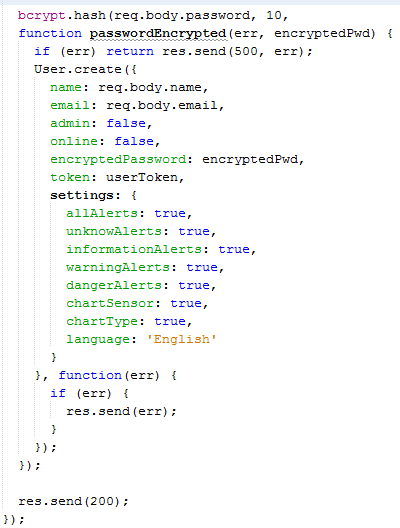 bcrypt.hash(req.body.password, 10,
function passwordEncrypted(err, encryptedPwd) {
if (err) return res.send(500, err);
User.create({
name: req.body.name,
email: req.body.email,
admin: false,
online: false,
encryptedPassword: encryptedPwd,
token: userToken,
settings: {
allAlerts: true,
unknowAlerts: true,
informationAlerts: true,
warningAlerts: true,
dangerAlerts: true,
chartSensor: true,
chartType: true,
language: 'English'
}
}, function(err) {
if (err) {
res.send(err);
}
});
});
res.send(200);
});